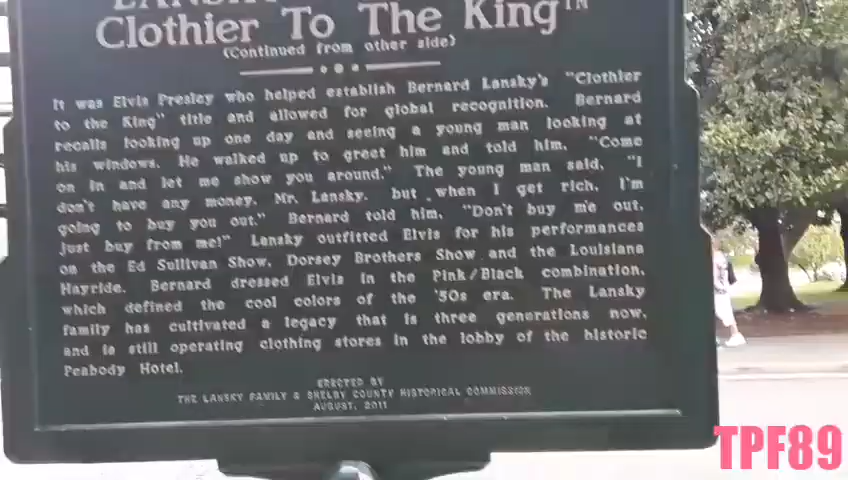 Clothier To The King™
(Continued from other side)
It was Elvis Presley who helped establish Bernard Lansky's "Clothier
to the King" title and allowed for global recognition. Bernard
recalls looking up one day and seeing a young man looking at
his windows. He walked up to greet him and told him, "Come
on in and let me show you around." The young man said, "I
don't have any money, Mr. Lansky, but when I get rich, I'm
going to buy you out." Bernard told him, "Don't buy me out,
just buy from me!" Lansky outfitted Elvis for his performances
on the Ed Sullivan Show, Dorsey Brothers Show and the Louisiana
Hayride. Bernard dressed Elvis in the Pink/Black combination,
which defined the cool colors of the '50s era. The Lansky
family has cultivated a legacy that is three generations now,
and is still operating clothing stores in the lobby of the historic
Peabody Hotel.
ERECTED BY
THE LANSKY FAMILY & SHELBY COUNTY HISTORICAL COMMISSION
AUGUST, 2011
TPF89